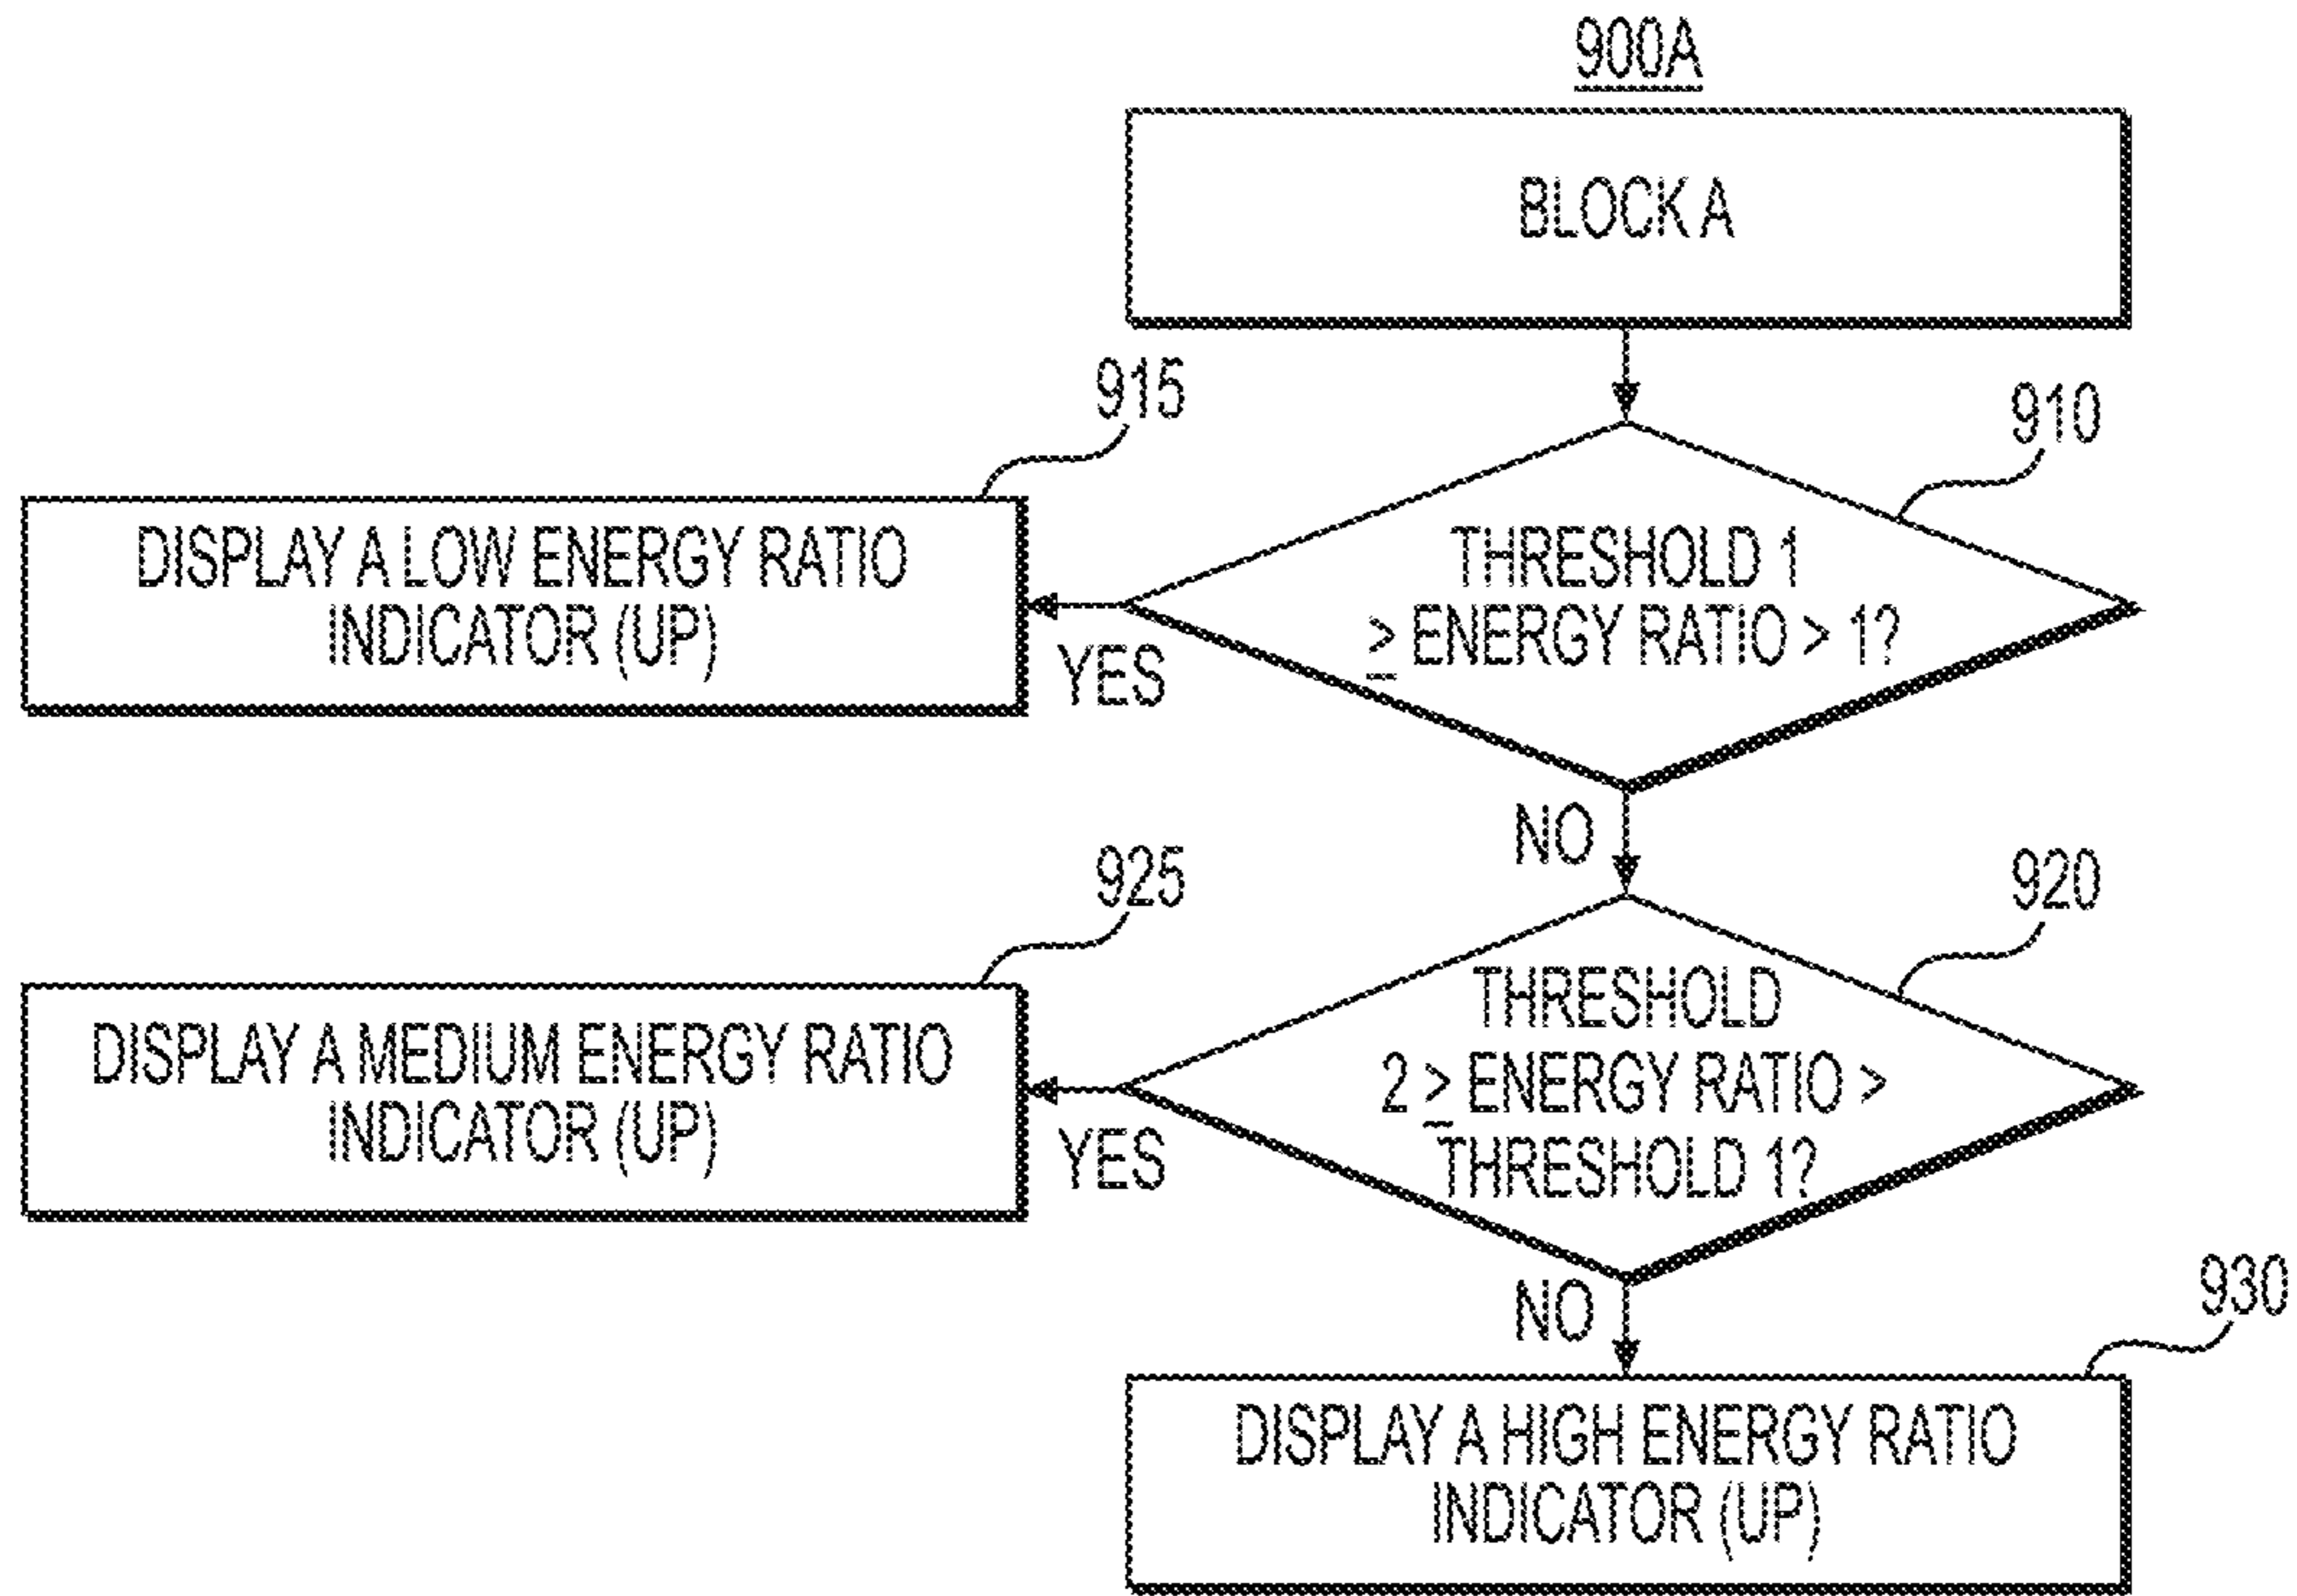 900A
BLOCK A
915
910
DISPLAY A LOW ENERGY RATIO
INDICATOR (UP)
THRESHOLD 1
≥ ENERGY RATIO > 1?
YES
NO
925
920
DISPLAY A MEDIUM ENERGY RATIO
INDICATOR (UP)
THRESHOLD
2 ≥ ENERGY RATIO >
THRESHOLD 1?
YES
NO
930
DISPLAY A HIGH ENERGY RATIO
INDICATOR (UP)